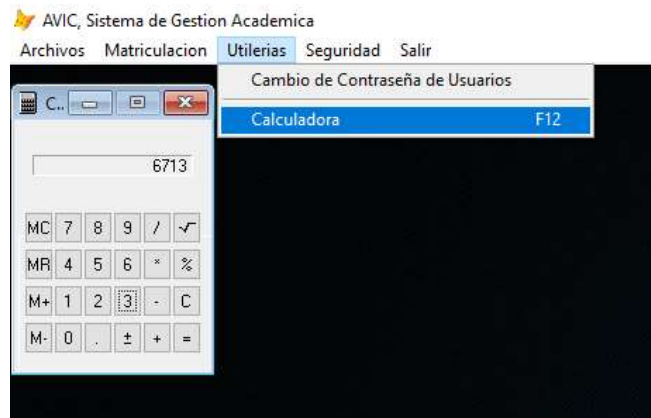 AVIC, Sistema de Gestion Academica
Archivos Matriculacion Utilerias Seguridad Salir
Cambio de Contraseña de Usuarios
Calculadora F12
C..
6713
MC 7 8 9 / √
MR 4 5 6 * %
M+ 1 2 3 - C
M- 0 . ± + =